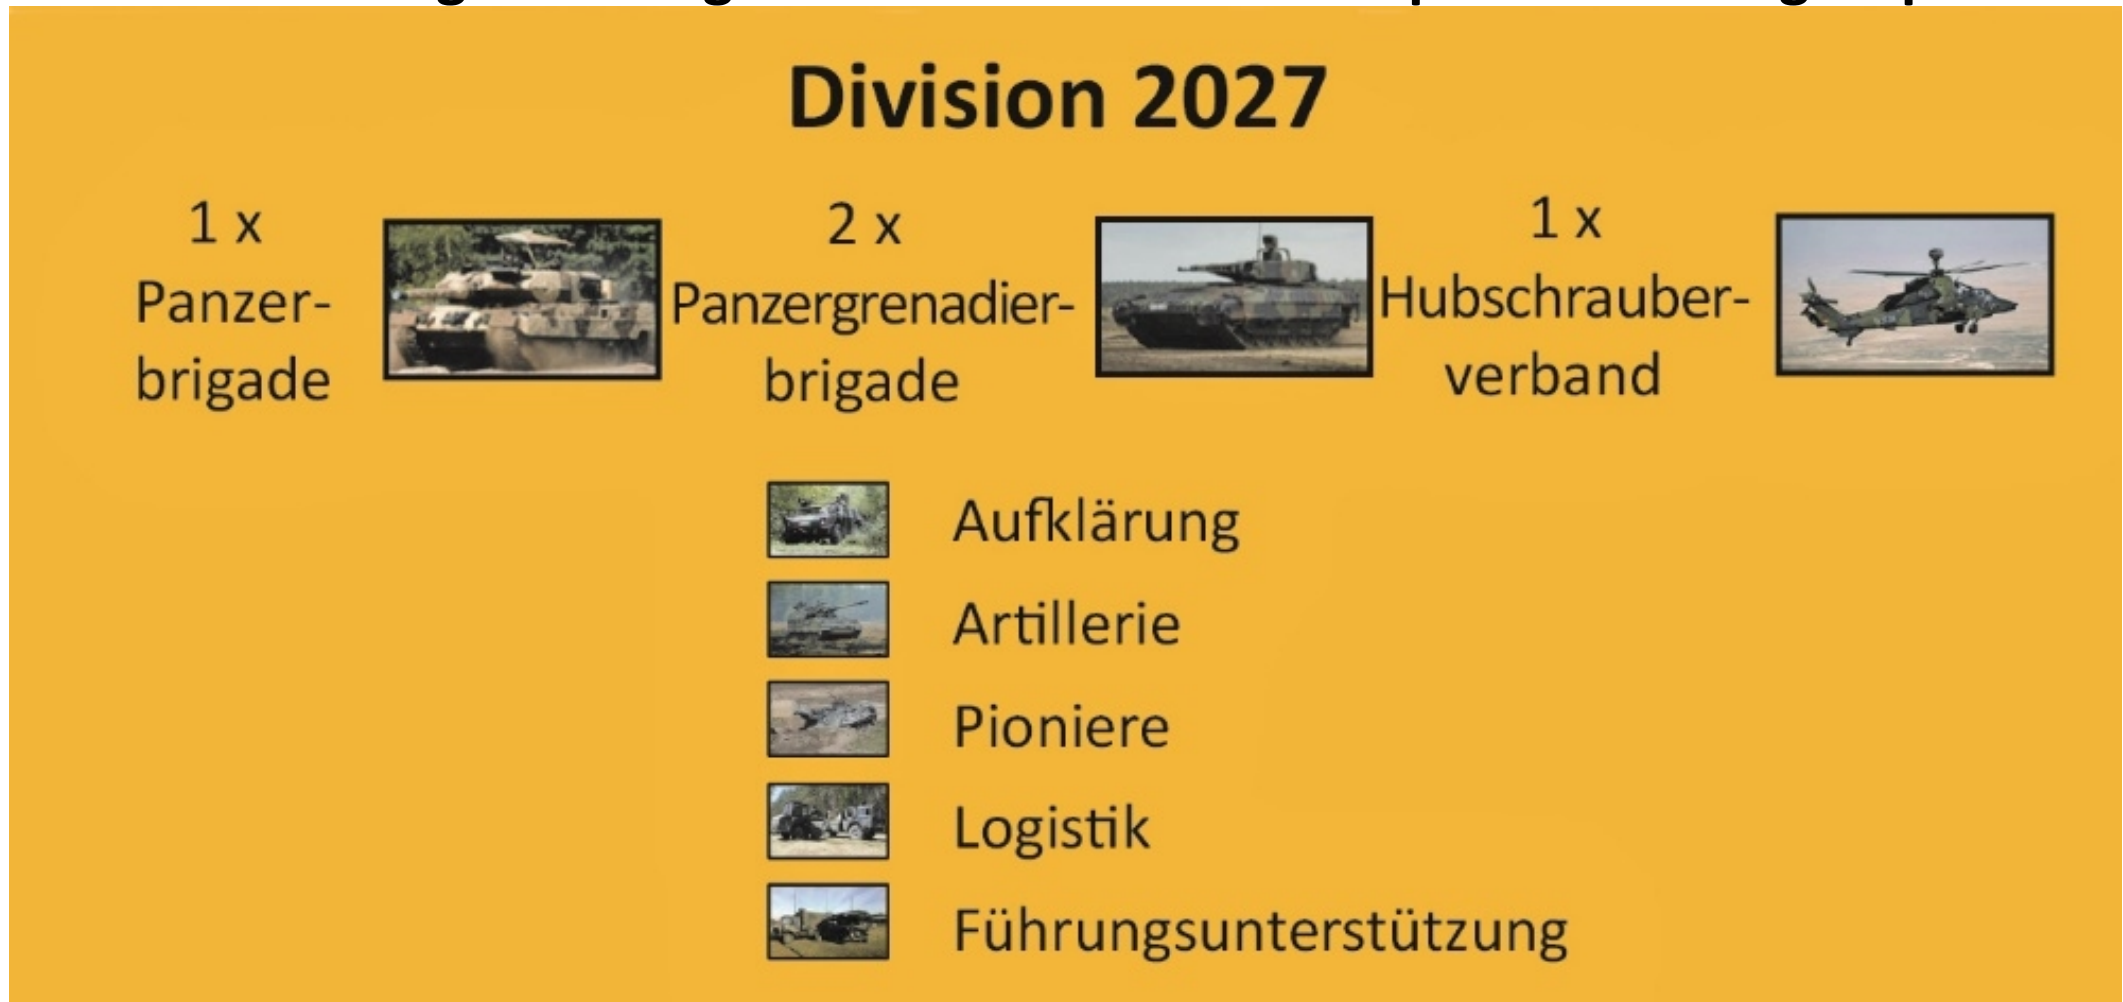 Division 2027
1 x
Panzer-
brigade
2 x
Panzergrenadier-
brigade
1 x
Hubschrauber-
verband
Aufklärung
Artillerie
Pioniere
Logistik
Führungsunterstützung